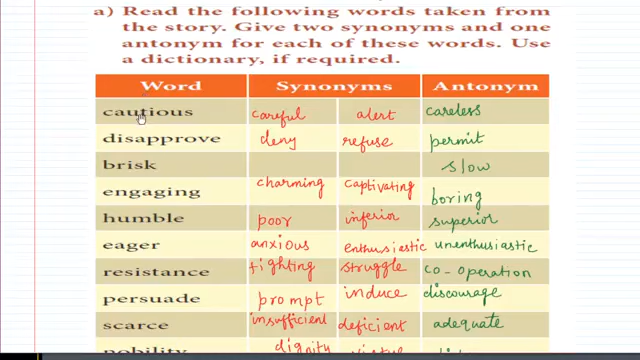 a) Read the following words taken from
the story. Give two synonyms and one
antonym for each of these words. Use
a dictionary, if required.
Word Synonyms Antonym
cautious careful alert careless
disapprove deny refuse permit
brisk slow
engaging charming captivating boring
humble poor inferior superior
eager anxious enthusiastic unenthusiastic
resistance fighting struggle co-operation
persuade prompt induce discourage
scarce insufficient deficient adequate
nobility dignity